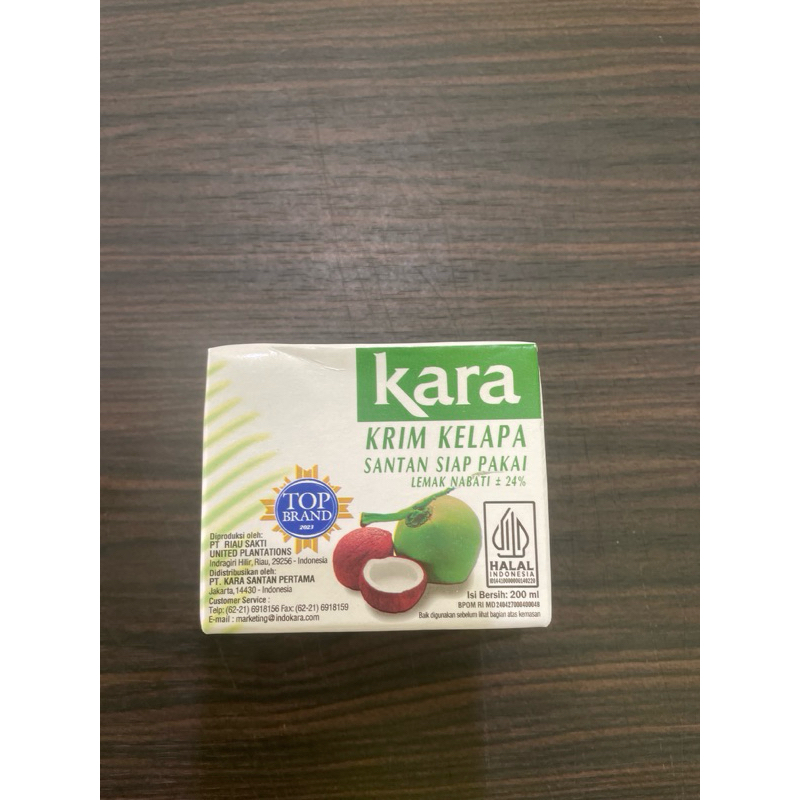 kara
KRIM KELAPA
SANTAN SIAP PAKAI
LEMAK NABATI ± 24%
TOP
BRAND
2023
Diproduksi oleh:
PT RIAU SAKTI
UNITED PLANTATIONS
Indragiri Hilir, Riau, 29256 - Indonesia
Didistribusikan oleh:
PT. KARA SANTAN PERTAMA
Jakarta,14430 - Indonesia
Customer Service :
Telp: (62-21) 6918156 Fax: (62-21) 6918159
E-mail : marketing@indokara.com
HALAL
INDONESIA
Isi Bersih: 200 ml
BPOM RI MD
Baik digunakan sebelum lihat bagian atas kemasan